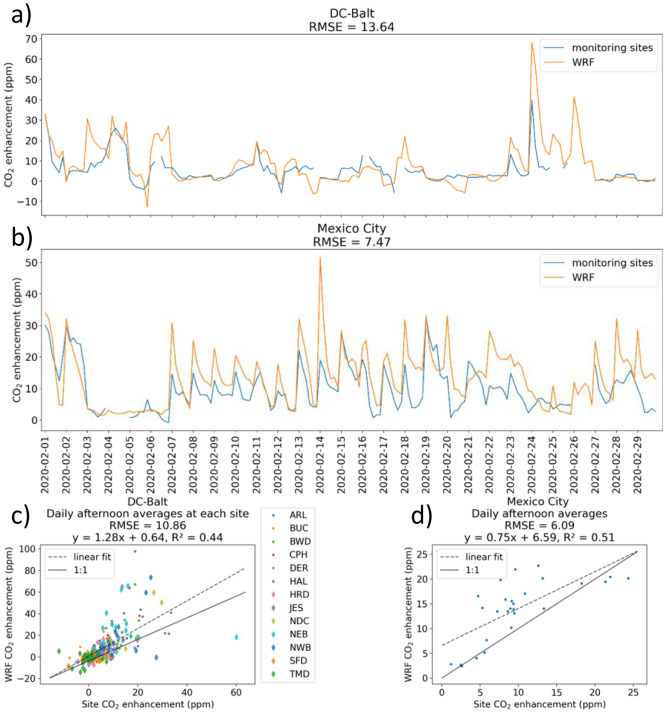 a)
DC-Balt
RMSE = 13.64
CO₂ enhancement (ppm)
70
60
50
40
30
20
10
0
−10
monitoring sites
WRF
b)
Mexico City
RMSE = 7.47
CO₂ enhancement (ppm)
50
40
30
20
10
0
monitoring sites
WRF
2020-02-01
2020-02-02
2020-02-03
2020-02-04
2020-02-05
2020-02-06
2020-02-07
2020-02-08
2020-02-09
2020-02-10
2020-02-11
2020-02-12
2020-02-13
2020-02-14
2020-02-15
2020-02-16
2020-02-17
2020-02-18
2020-02-19
2020-02-20
2020-02-21
2020-02-22
2020-02-23
2020-02-24
2020-02-25
2020-02-26
2020-02-27
2020-02-28
2020-02-29
c)
DC-Balt
Daily afternoon averages at each site
RMSE = 10.86
y = 1.28x + 0.64, R² = 0.44
WRF CO₂ enhancement (ppm)
100
80
60
40
20
0
−20
linear fit
1:1
0 20 40 60
Site CO₂ enhancement (ppm)
ARL
BUC
BWD
CPH
DER
HAL
HRD
JES
NDC
NEB
NWB
SFD
TMD
d)
Mexico City
Daily afternoon averages
RMSE = 6.09
y = 0.75x + 6.59, R² = 0.51
WRF CO₂ enhancement (ppm)
25
20
15
10
5
0
linear fit
1:1
0 5 10 15 20 25
Site CO₂ enhancement (ppm)